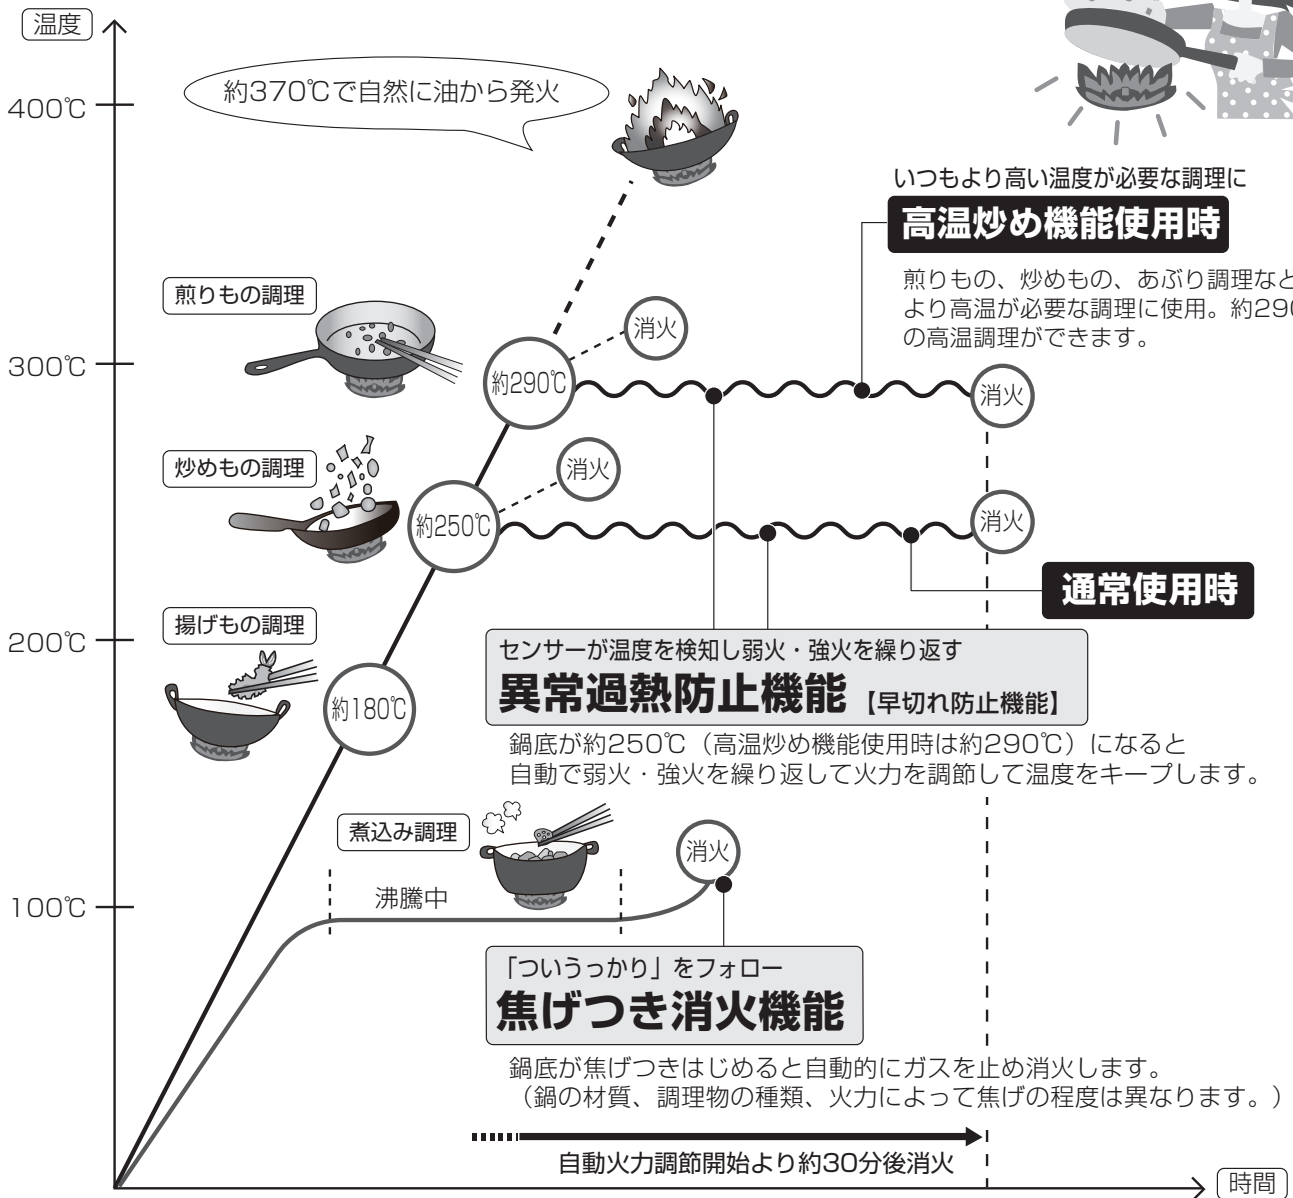 温度
400℃
300℃
200℃
100℃
約370℃で自然に油から発火
いつもより高い温度が必要な調理に
高温炒め機能使用時
煎りもの、炒めもの、あぶり調理など
より高温が必要な調理に使用。約290
の高温調理ができます。
煎りもの調理
消火
約290℃
消火
炒めもの調理
消火
約250℃
消火
通常使用時
揚げもの調理
約180℃
センサーが温度を検知し弱火・強火を繰り返す
異常過熱防止機能【早切れ防止機能】
鍋底が約250℃（高温炒め機能使用時は約290℃）になると
自動で弱火・強火を繰り返して火力を調節して温度をキープします。
煮込み調理
消火
沸騰中
「ついうっかり」をフォロー
焦げつき消火機能
鍋底が焦げつきはじめると自動的にガスを止め消火します。
（鍋の材質、調理物の種類、火力によって焦げの程度は異なります。）
自動火力調節開始より約30分後消火
時間